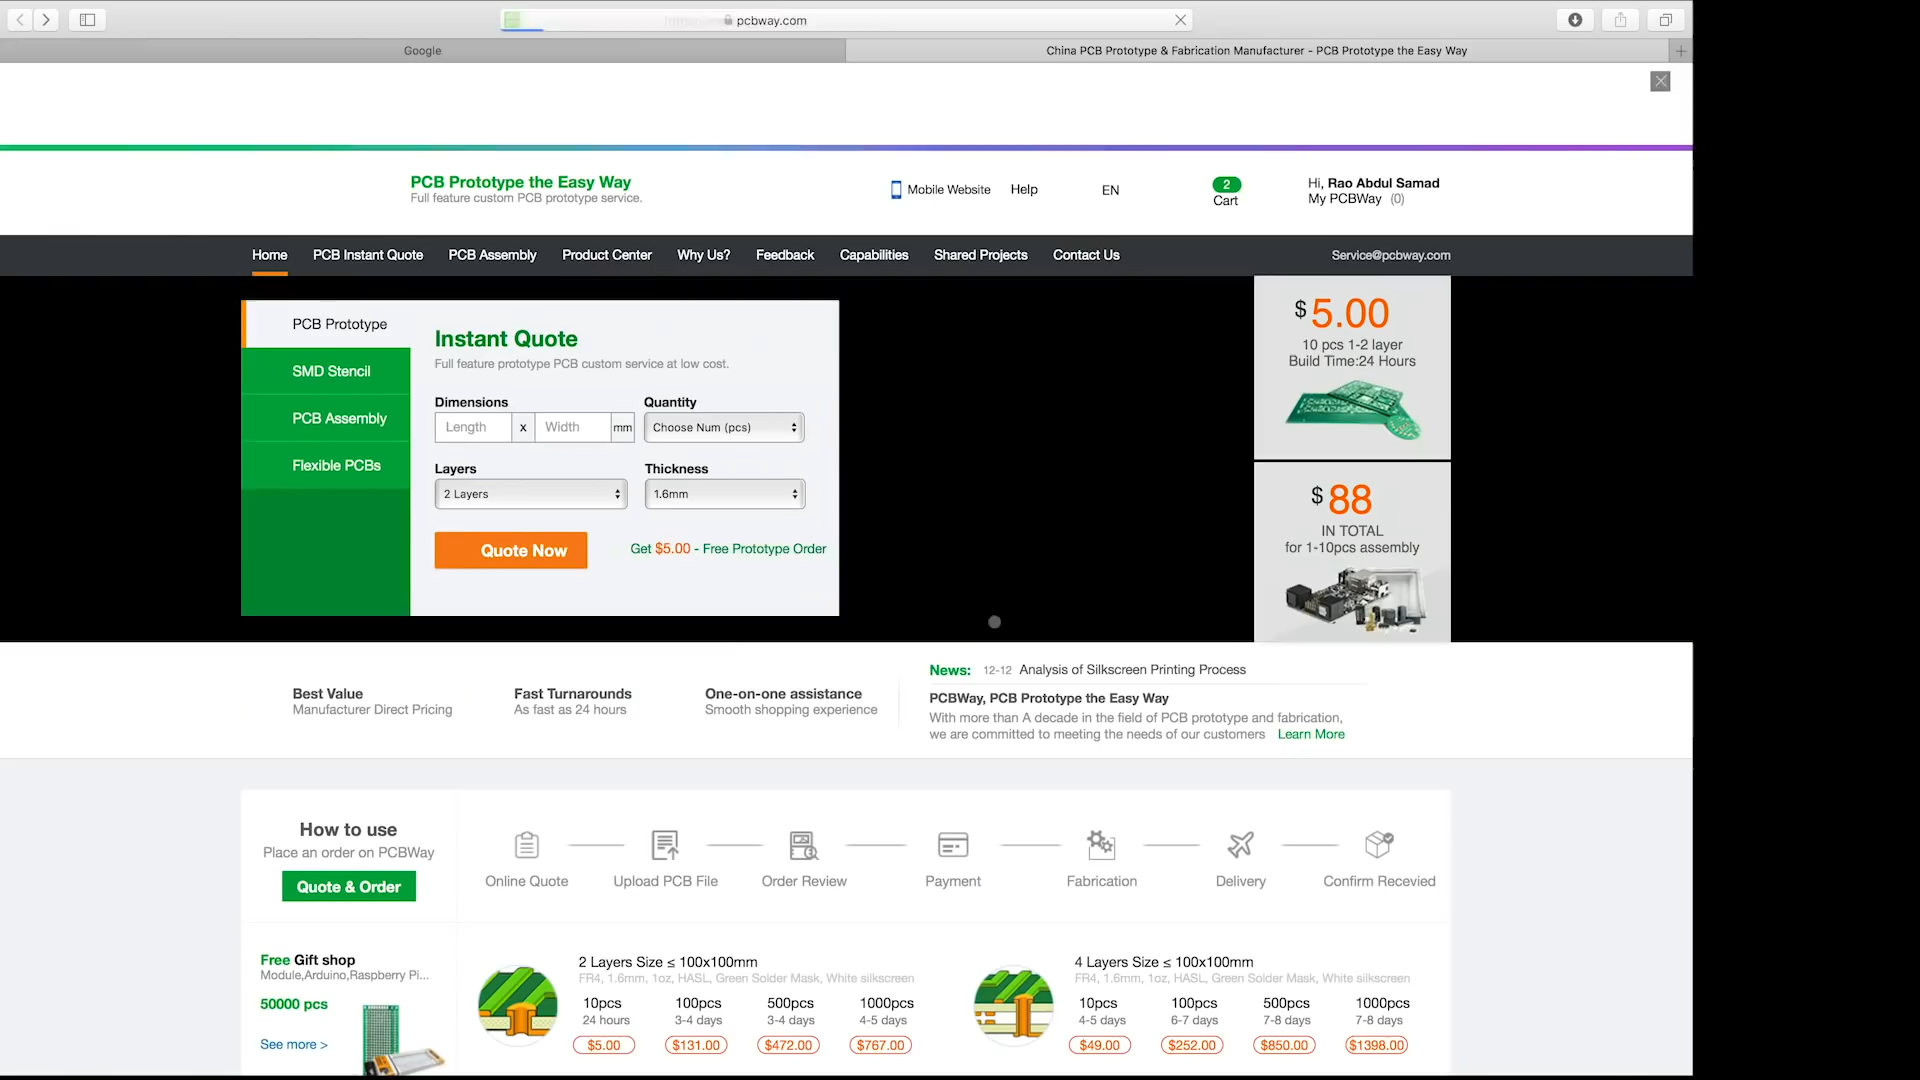 pcbway.com
Google
China PCB Prototype & Fabrication Manufacturer - PCB Prototype the Easy Way
PCB Prototype the Easy Way
Full feature custom PCB prototype service.
Mobile Website
Help
EN
2
Cart
Hi, Rao Abdul Samad
My PCBWay (0)
Home
PCB Instant Quote
PCB Assembly
Product Center
Why Us?
Feedback
Capabilities
Shared Projects
Contact Us
Service@pcbway.com
PCB Prototype
SMD Stencil
PCB Assembly
Flexible PCBs
Instant Quote
Full feature prototype PCB custom service at low cost.
Dimensions
Quantity
Length x Width mm
Choose Num (pcs)
Layers
Thickness
2 Layers
1.6mm
Quote Now
Get $5.00 - Free Prototype Order
$5.00
10 pcs 1-2 layer
Build Time:24 Hours
$88
IN TOTAL
for 1-10pcs assembly
Best Value
Manufacturer Direct Pricing
Fast Turnarounds
As fast as 24 hours
One-on-one assistance
Smooth shopping experience
News: 12-12 Analysis of Silkscreen Printing Process
PCBWay, PCB Prototype the Easy Way
With more than A decade in the field of PCB prototype and fabrication,
we are committed to meeting the needs of our customers Learn More
How to use
Place an order on PCBWay
Quote & Order
Online Quote
Upload PCB File
Order Review
Payment
Fabrication
Delivery
Confirm Recevied
Free Gift shop
Module,Arduino,Raspberry Pi...
50000 pcs
See more >
2 Layers Size ≤ 100x100mm
FR4, 1.6mm, 1oz, HASL, Green Solder Mask, White silkscreen
10pcs 100pcs 500pcs 1000pcs
24 hours 3-4 days 3-4 days 4-5 days
$5.00 $131.00 $472.00 $767.00
4 Layers Size ≤ 100x100mm
FR4, 1.6mm, 1oz, HASL, Green Solder Mask, White silkscreen
10pcs 100pcs 500pcs 1000pcs
4-5 days 6-7 days 7-8 days 7-8 days
$49.00 $252.00 $850.00 $1398.00